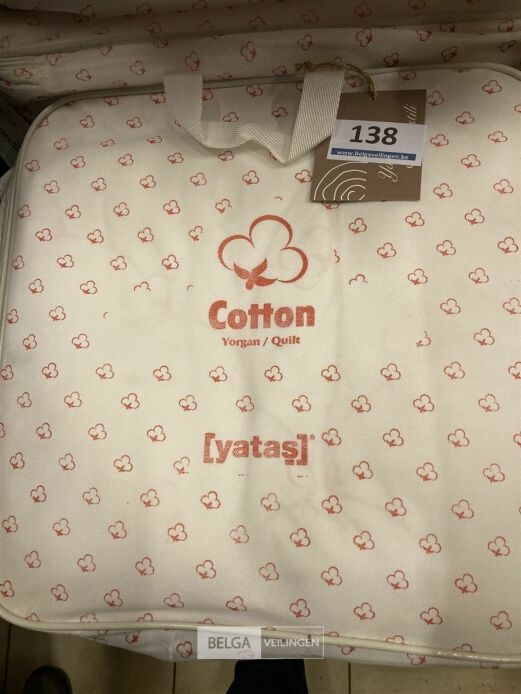 138
www.Belgaveilingen.be
Cotton
Yorgan / Quilt
[yataş]®
BELGA VEILINGEN